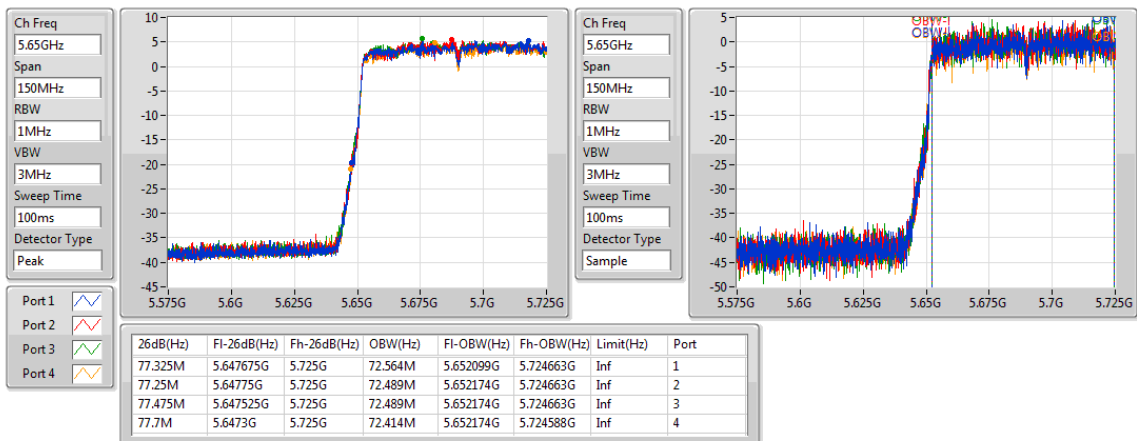 Ch Freq
5.65GHz
Span
150MHz
RBW
1MHz
VBW
3MHz
Sweep Time
100ms
Detector Type
Peak
10
5
0
-5
-10
-15
-20
-25
-30
-35
-40
-45
5.575G 5.6G 5.625G 5.65G 5.675G 5.7G 5.725G
Ch Freq
5.65GHz
Span
150MHz
RBW
1MHz
VBW
3MHz
Sweep Time
100ms
Detector Type
Sample
5
0
-5
-10
-15
-20
-25
-30
-35
-40
-45
-50
5.575G 5.6G 5.625G 5.65G 5.675G 5.7G 5.725G
Port 1
Port 2
Port 3
Port 4
26dB(Hz) Fl-26dB(Hz) Fh-26dB(Hz) OBW(Hz) Fl-OBW(Hz) Fh-OBW(Hz) Limit(Hz) Port
77.325M 5.647675G 5.725G 72.564M 5.652099G 5.724663G Inf 1
77.25M 5.64775G 5.725G 72.489M 5.652174G 5.724663G Inf 2
77.475M 5.647525G 5.725G 72.489M 5.652174G 5.724663G Inf 3
77.7M 5.6473G 5.725G 72.414M 5.652174G 5.724588G Inf 4